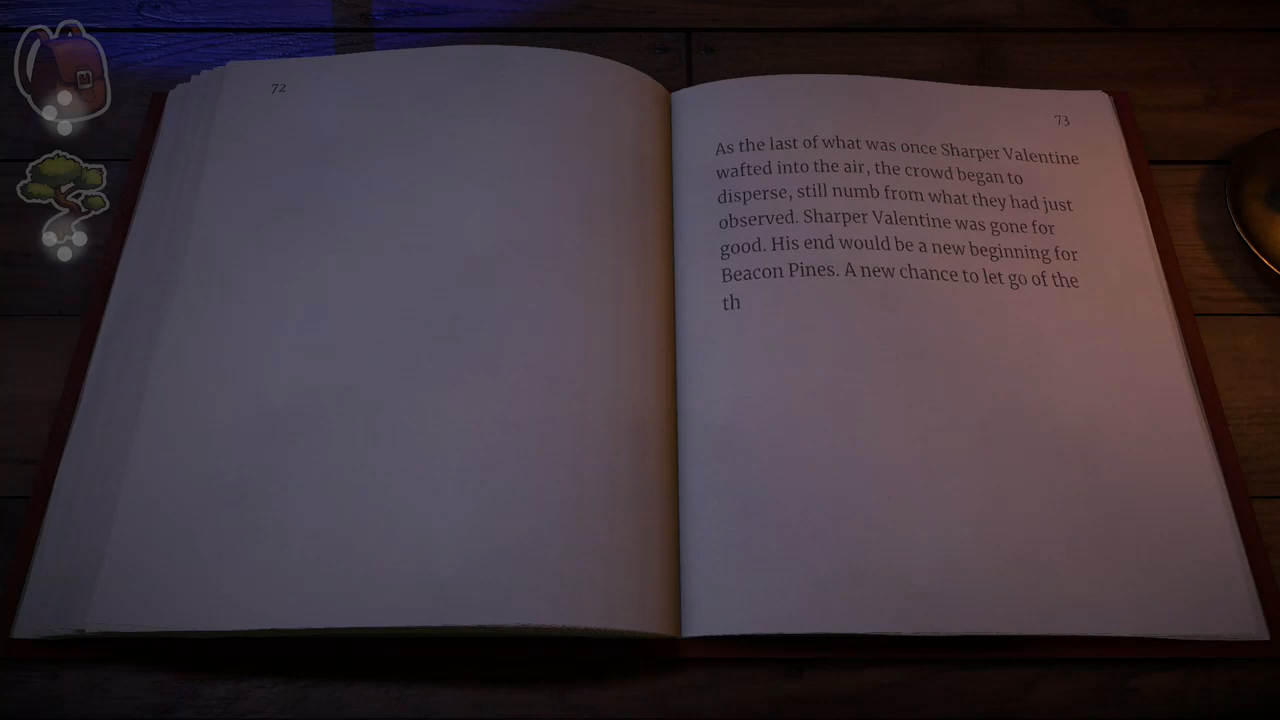 72
73
As the last of what was once Sharper Valentine
wafted into the air, the crowd began to
disperse, still numb from what they had just
observed. Sharper Valentine was gone for
good. His end would be a new beginning for
Beacon Pines. A new chance to let go of the
th